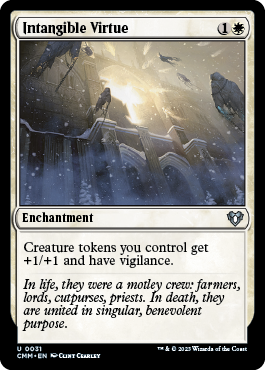 Intangible Virtue 1
Enchantment
Creature tokens you control get
+1/+1 and have vigilance.
In life, they were a motley crew: farmers,
lords, cutpurses, priests. In death, they
are united in singular, benevolent
purpose.
U 0031
CMM • EN Clint Cearley
™ & © 2023 Wizards of the Coast